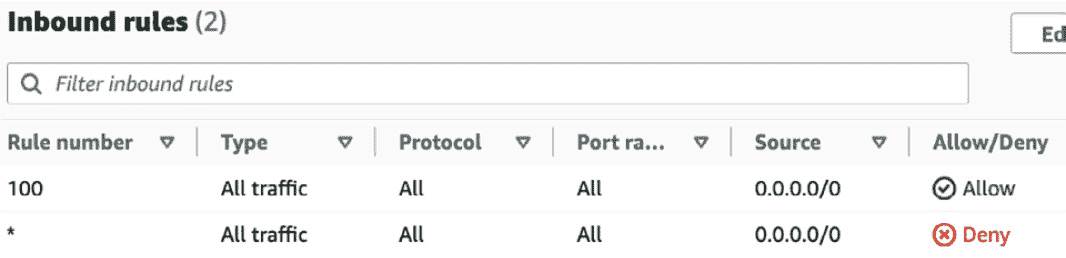 Inbound rules (2)
Ed
Filter inbound rules
Rule number Type Protocol Port ra... Source Allow/Deny
100 All traffic All All 0.0.0.0/0 Allow
* All traffic All All 0.0.0.0/0 Deny